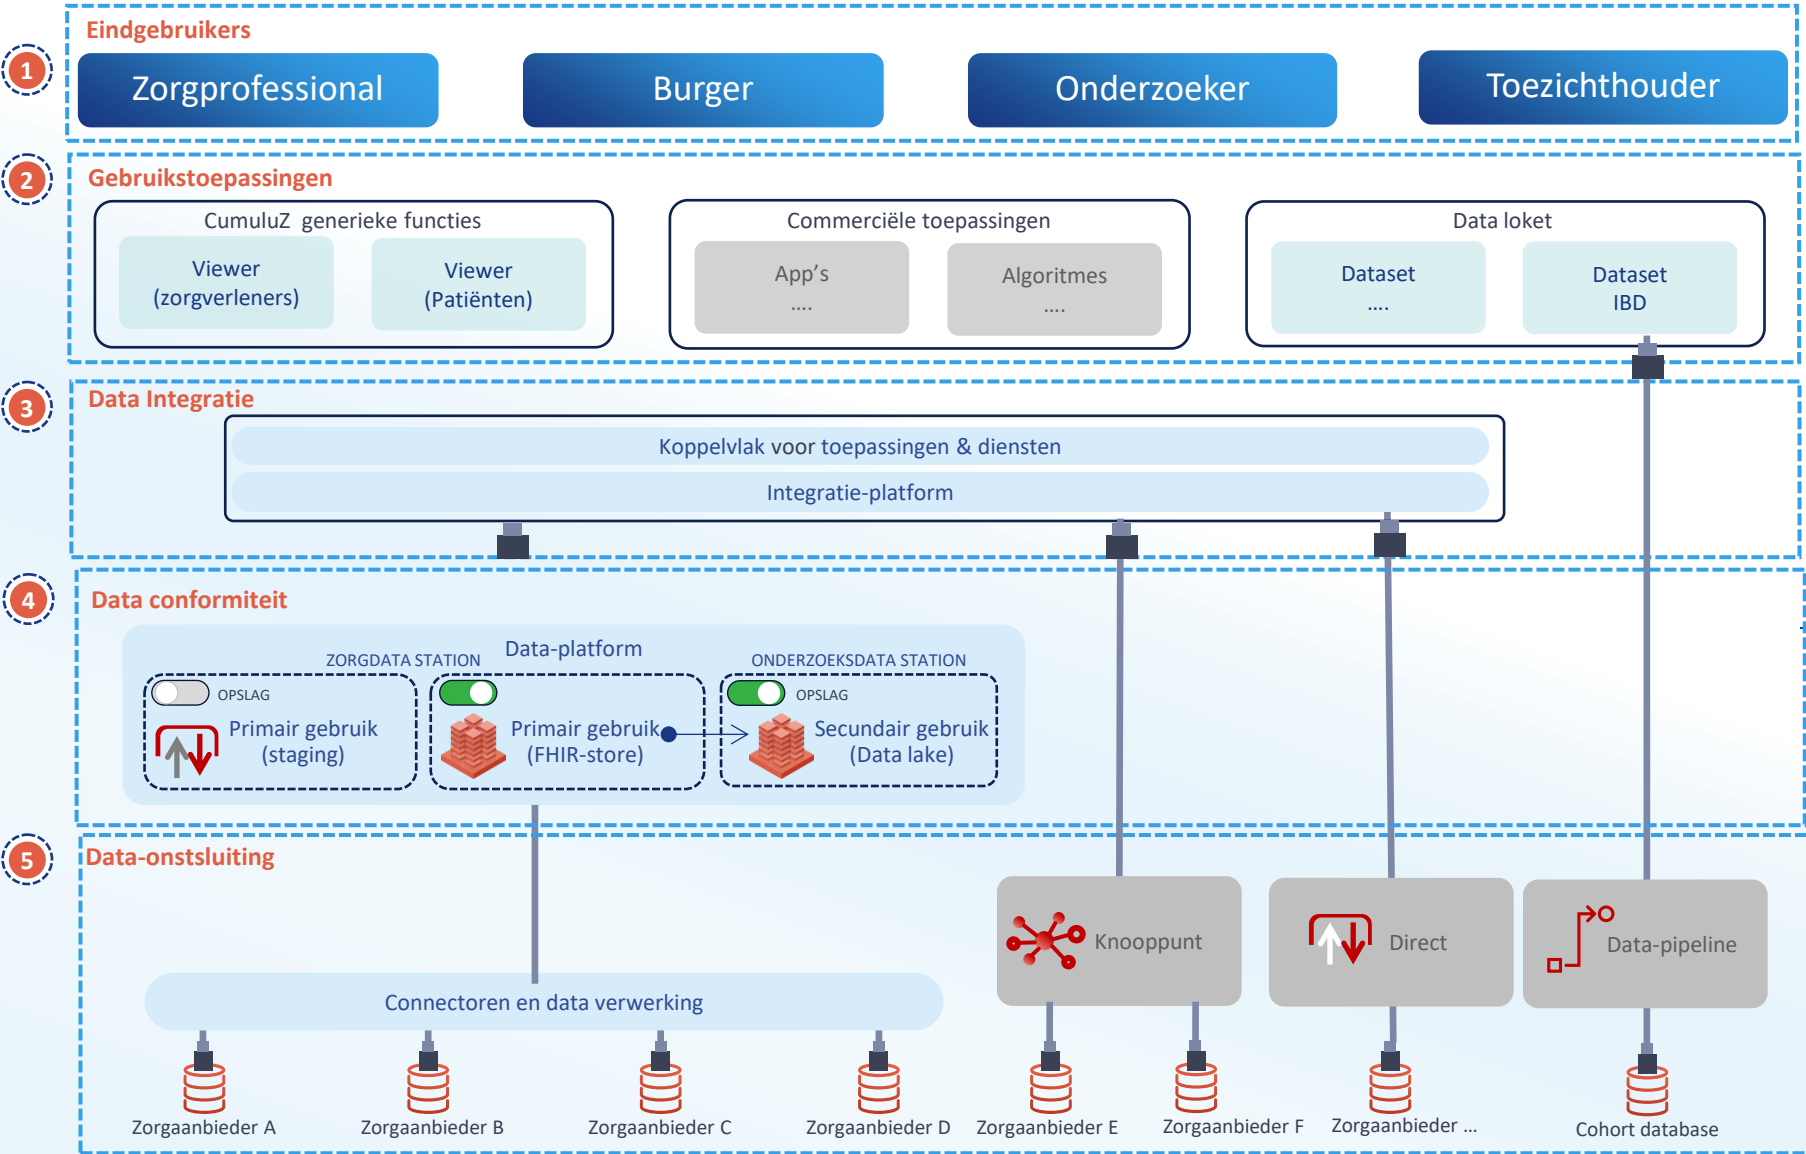 Eindgebruikers
1
Zorgprofessional
Burger
Onderzoeker
Toezichthouder
2
Gebruikstoepassingen
CumuluZ generieke functies
Viewer
(zorgverleners)
Viewer
(Patiënten)
Commerciële toepassingen
App's
....
Algoritmes
....
Data loket
Dataset
....
Dataset
IBD
3
Data Integratie
Koppelvlak voor toepassingen & diensten
Integratie-platform
4
Data conformiteit
Data-platform
ZORGDATA STATION
ONDERZOEKSDATA STATION
OPSLAG
Primair gebruik
(staging)
Primair gebruik
(FHIR-store)
OPSLAG
Secundair gebruik
(Data lake)
5
Data-onstsluiting
Knooppunt
Direct
Data-pipeline
Connectoren en data verwerking
Zorgaanbieder A
Zorgaanbieder B
Zorgaanbieder C
Zorgaanbieder D
Zorgaanbieder E
Zorgaanbieder F
Zorgaanbieder ...
Cohort database